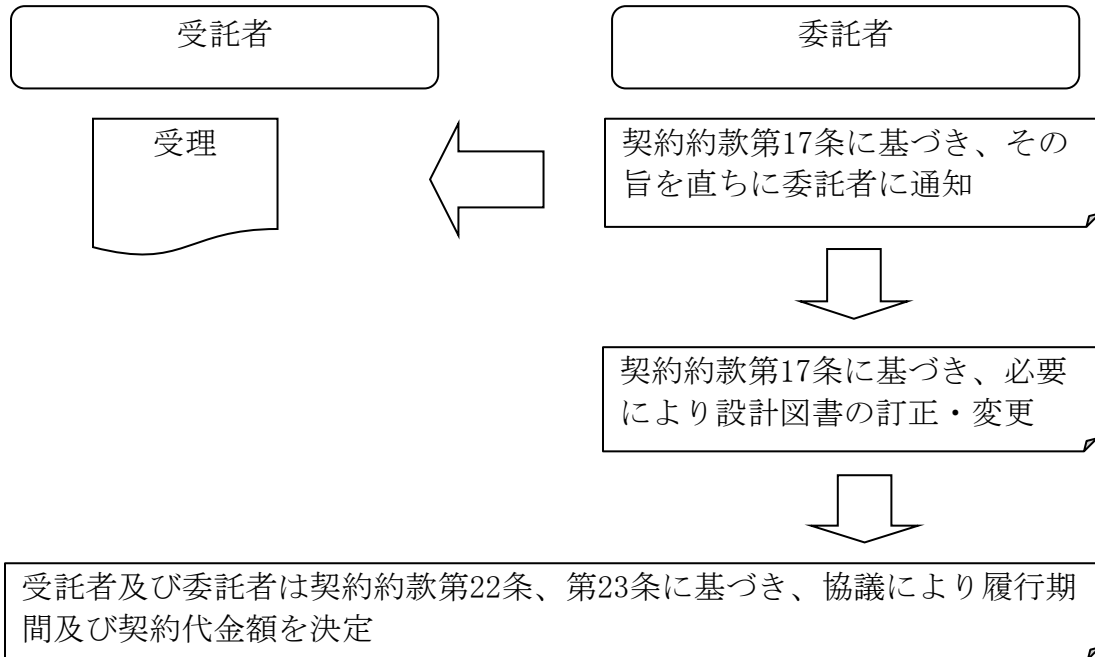 受託者
委託者
受理
契約約款第17条に基づき、その
旨を直ちに委託者に通知
契約約款第17条に基づき、必要
により設計図書の訂正・変更
受託者及び委託者は契約約款第22条、第23条に基づき、協議により履行期
間及び契約代金額を決定